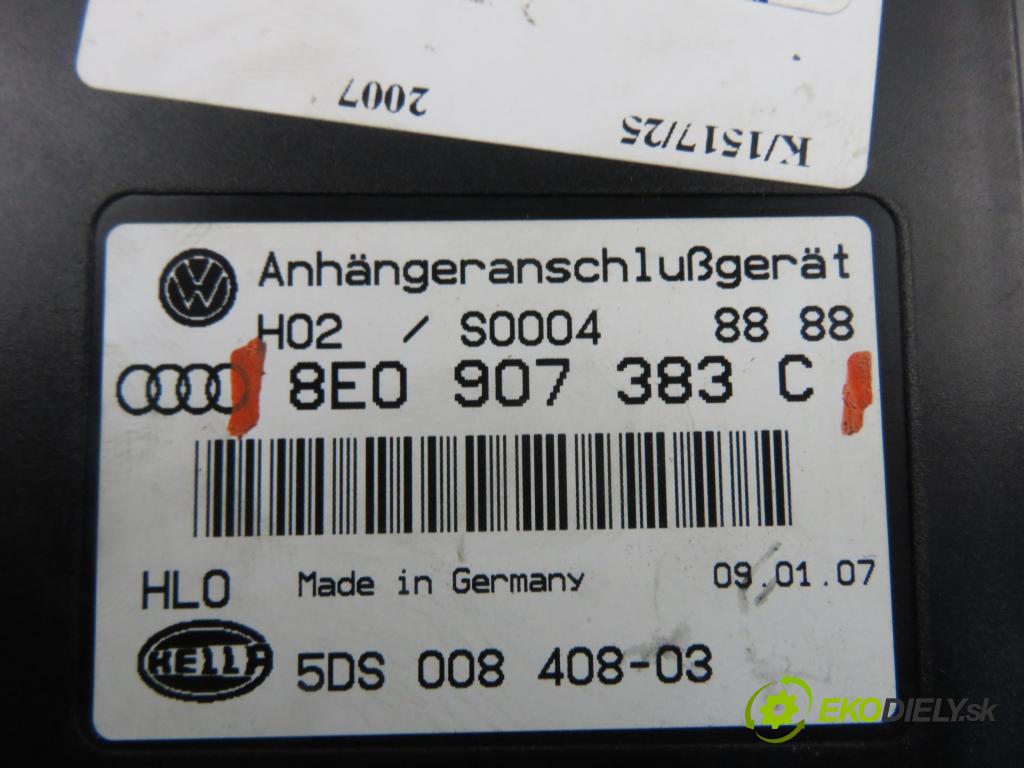 2007
K/1517/25
Anhängeranschlußgerät
H02 / S0004 88 88
8E0 907 383 C
HLO Made in Germany 09.01.07
HELLA 5DS 008 408-03
EKODIELY.sk